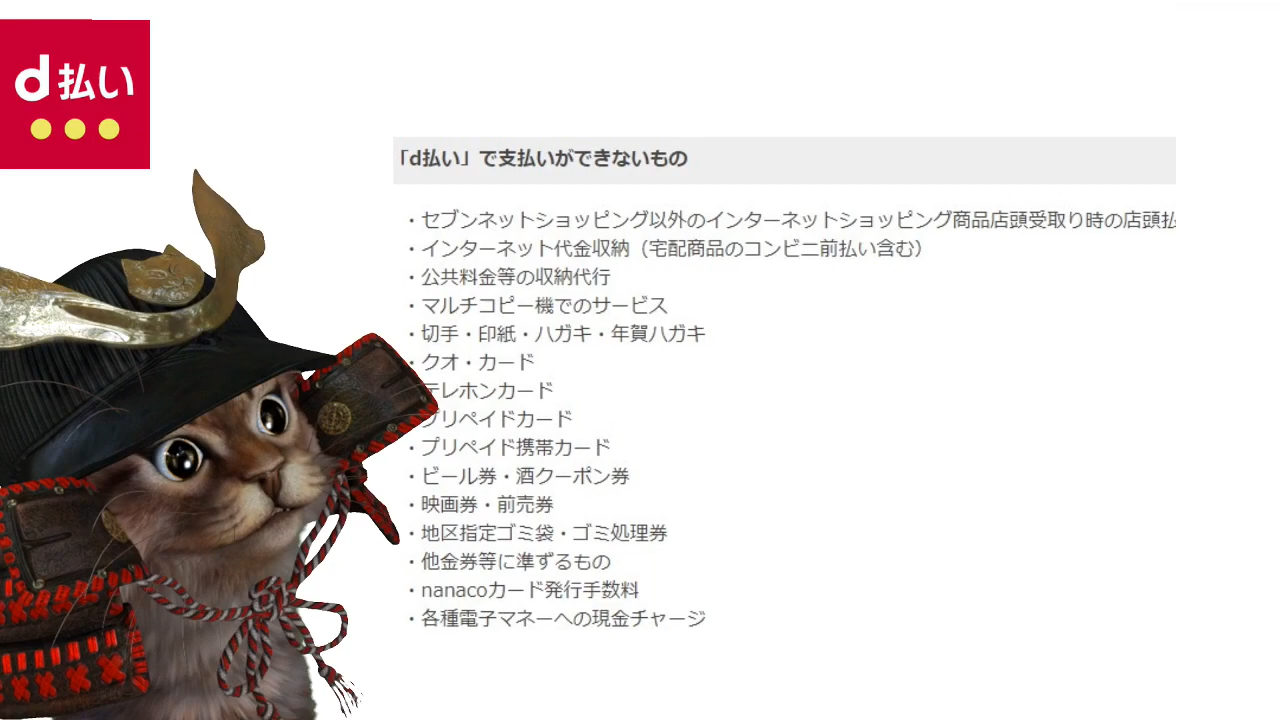 d払い
「d払い」で支払いができないもの
・セブンネットショッピング以外のインターネットショッピング商品店頭受取り時の店頭払
・インターネット代金収納（宅配商品のコンビニ前払い含む）
・公共料金等の収納代行
・マルチコピー機でのサービス
・切手・印紙・ハガキ・年賀ハガキ
・クオ・カード
テレホンカード
プリペイドカード
・プリペイド携帯カード
・ビール券・酒クーポン券
・映画券・前売券
・地区指定ゴミ袋・ゴミ処理券
・他金券等に準ずるもの
・nanacoカード発行手数料
・各種電子マネーへの現金チャージ